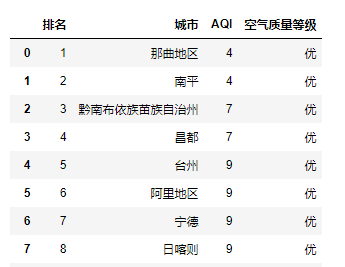 排名 城市 AQI 空气质量等级
0 1 那曲地区 4 优
1 2 南平 4 优
2 3 黔南布依族苗族自治州 7 优
3 4 昌都 7 优
4 5 台州 9 优
5 6 阿里地区 9 优
6 7 宁德 9 优
7 8 日喀则 9 优